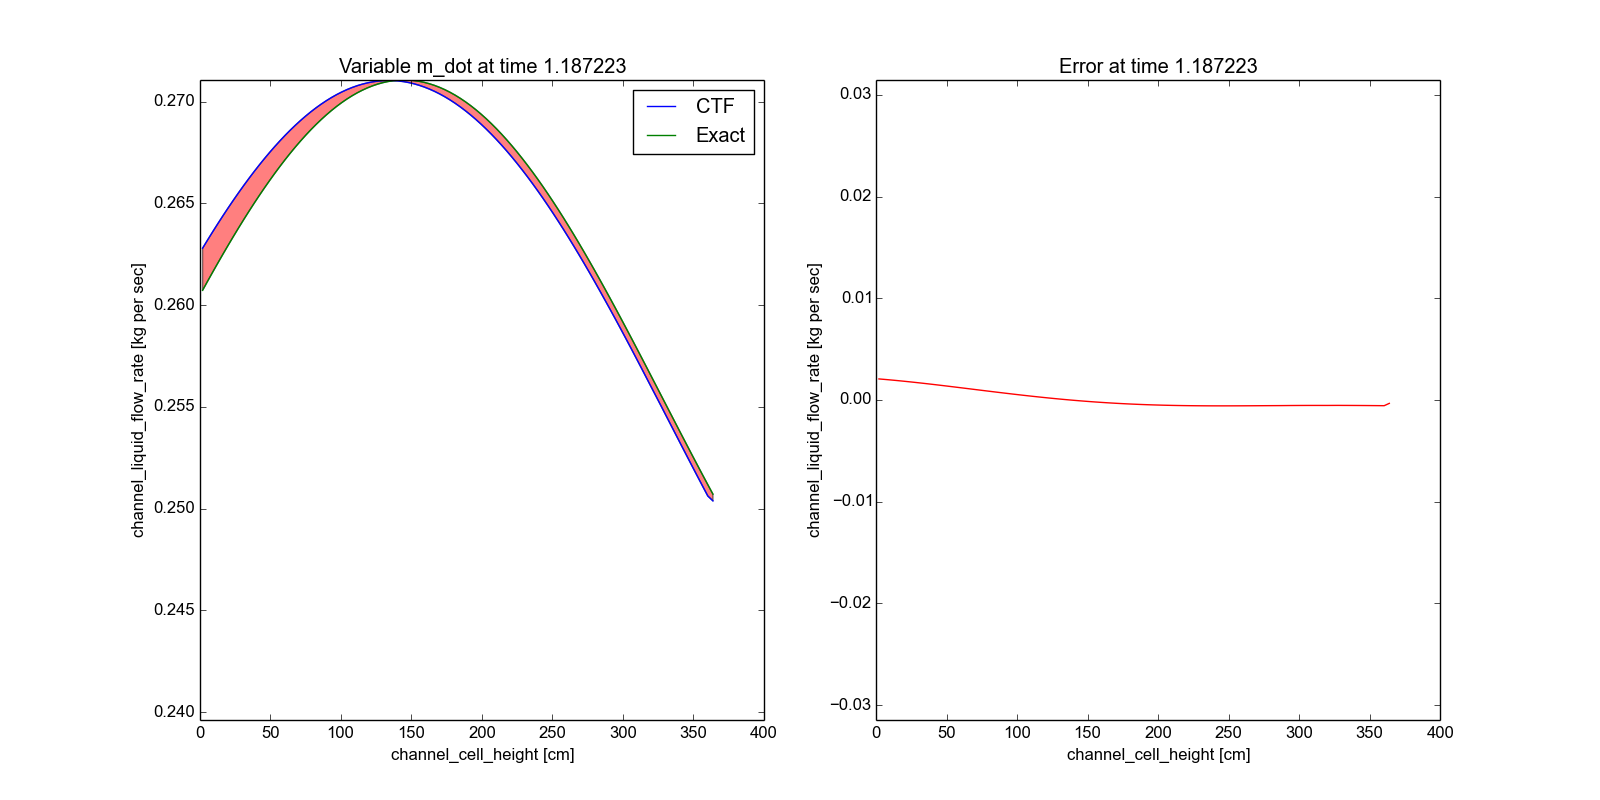 Variable m_dot at time 1.187223
0.270
0.265
0.260
0.255
0.250
0.245
0.240
channel_liquid_flow_rate [kg per sec]
CTF
Exact
0 50 100 150 200 250 300 350 400
channel_cell_height [cm]
Error at time 1.187223
0.03
0.02
0.01
0.00
−0.01
−0.02
−0.03
channel_liquid_flow_rate [kg per sec]
0 50 100 150 200 250 300 350 400
channel_cell_height [cm]